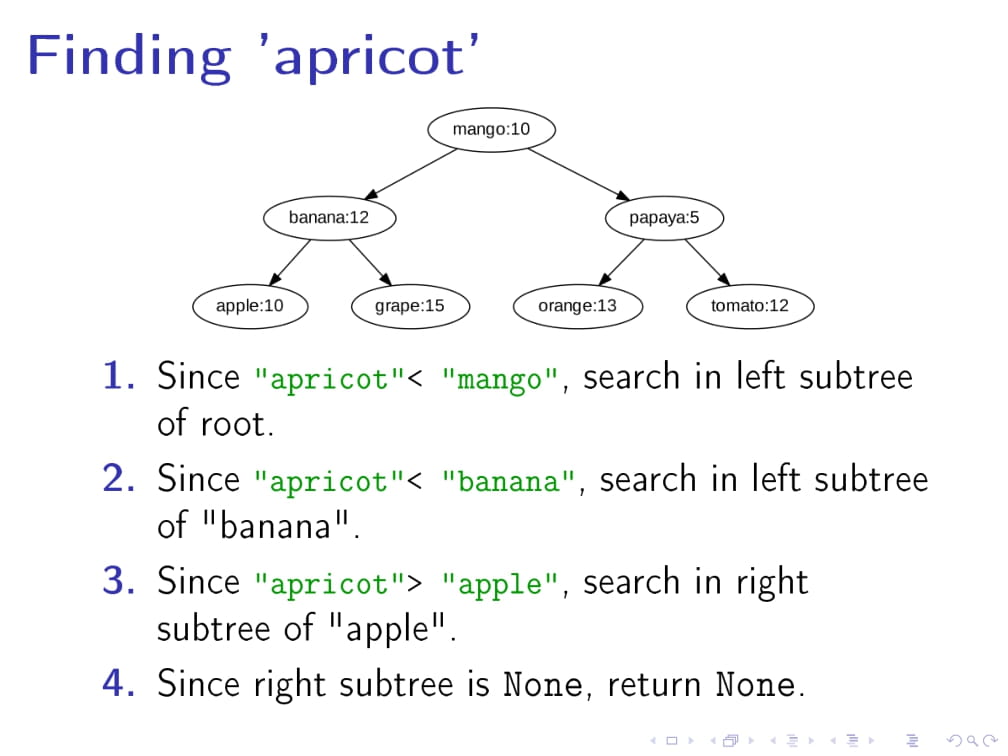 Finding 'apricot'
mango:10
banana:12
papaya:5
apple:10
grape:15
orange:13
tomato:12
1. Since "apricot"< "mango", search in left subtree
of root.
2. Since "apricot"< "banana", search in left subtree
of "banana".
3. Since "apricot"> "apple", search in right
subtree of "apple".
4. Since right subtree is None, return None.